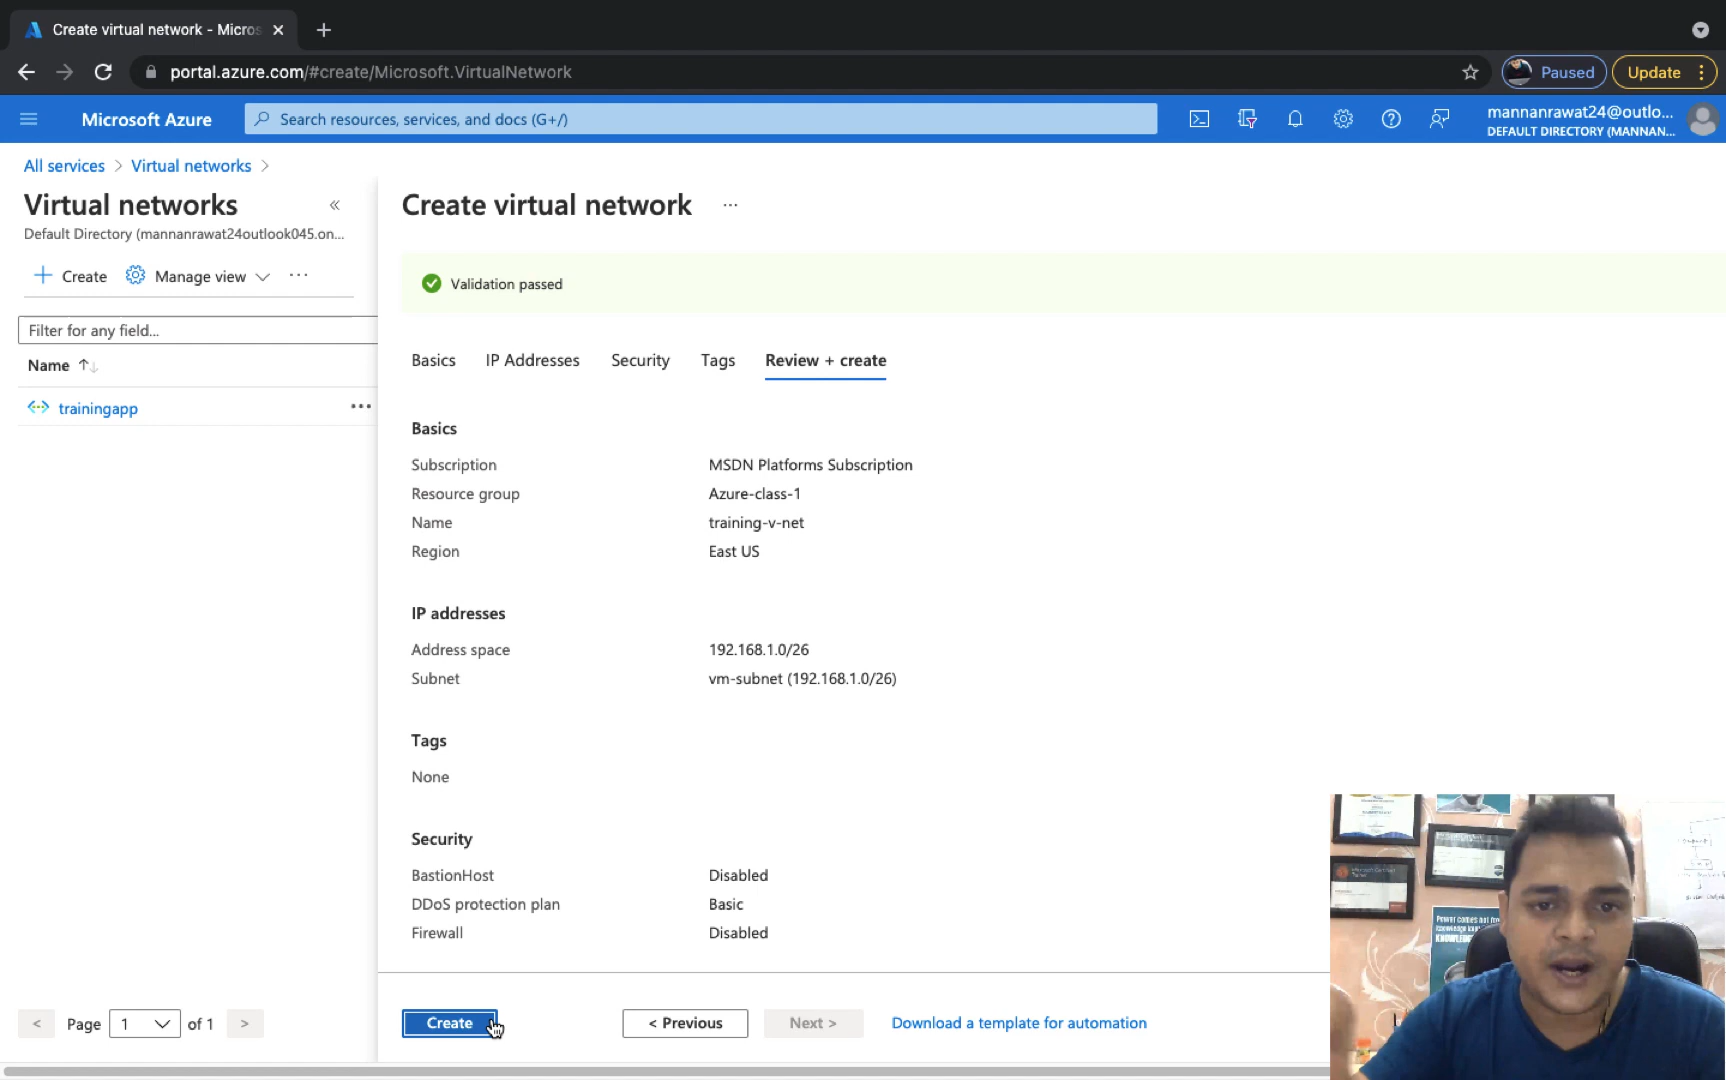 Create virtual network - Micros
portal.azure.com/#create/Microsoft.VirtualNetwork
Paused
Update
Microsoft Azure
Search resources, services, and docs (G+/)
mannanrawat24@outlo...
DEFAULT DIRECTORY (MANNAN...
All services > Virtual networks >
Virtual networks
«
Default Directory (mannanrawat24outlook045.on...
+ Create
Manage view
...
Filter for any field...
Name ↑↓
trainingapp
...
< Page 1 of 1 >
Create virtual network
...
Validation passed
Basics
IP Addresses
Security
Tags
Review + create
Basics
Subscription MSDN Platforms Subscription
Resource group Azure-class-1
Name training-v-net
Region East US
IP addresses
Address space 192.168.1.0/26
Subnet vm-subnet (192.168.1.0/26)
Tags
None
Security
BastionHost Disabled
DDoS protection plan Basic
Firewall Disabled
Create
< Previous
Next >
Download a template for automation
Power comes not from